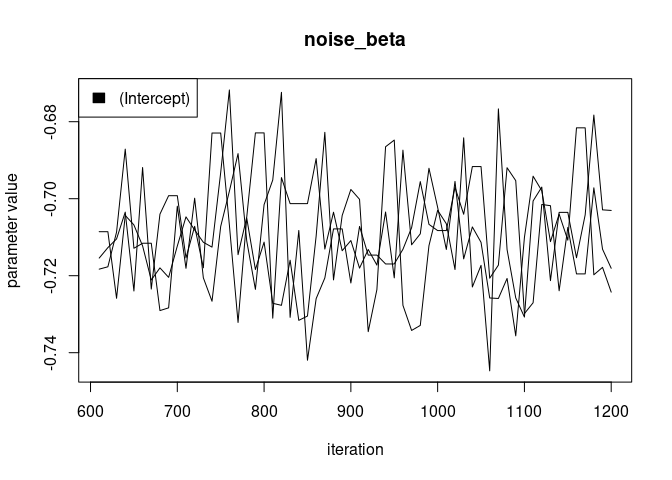 noise_beta
(Intercept)
parameter value
-0.68
-0.70
-0.72
-0.74
600 700 800 900 1000 1100 1200
iteration